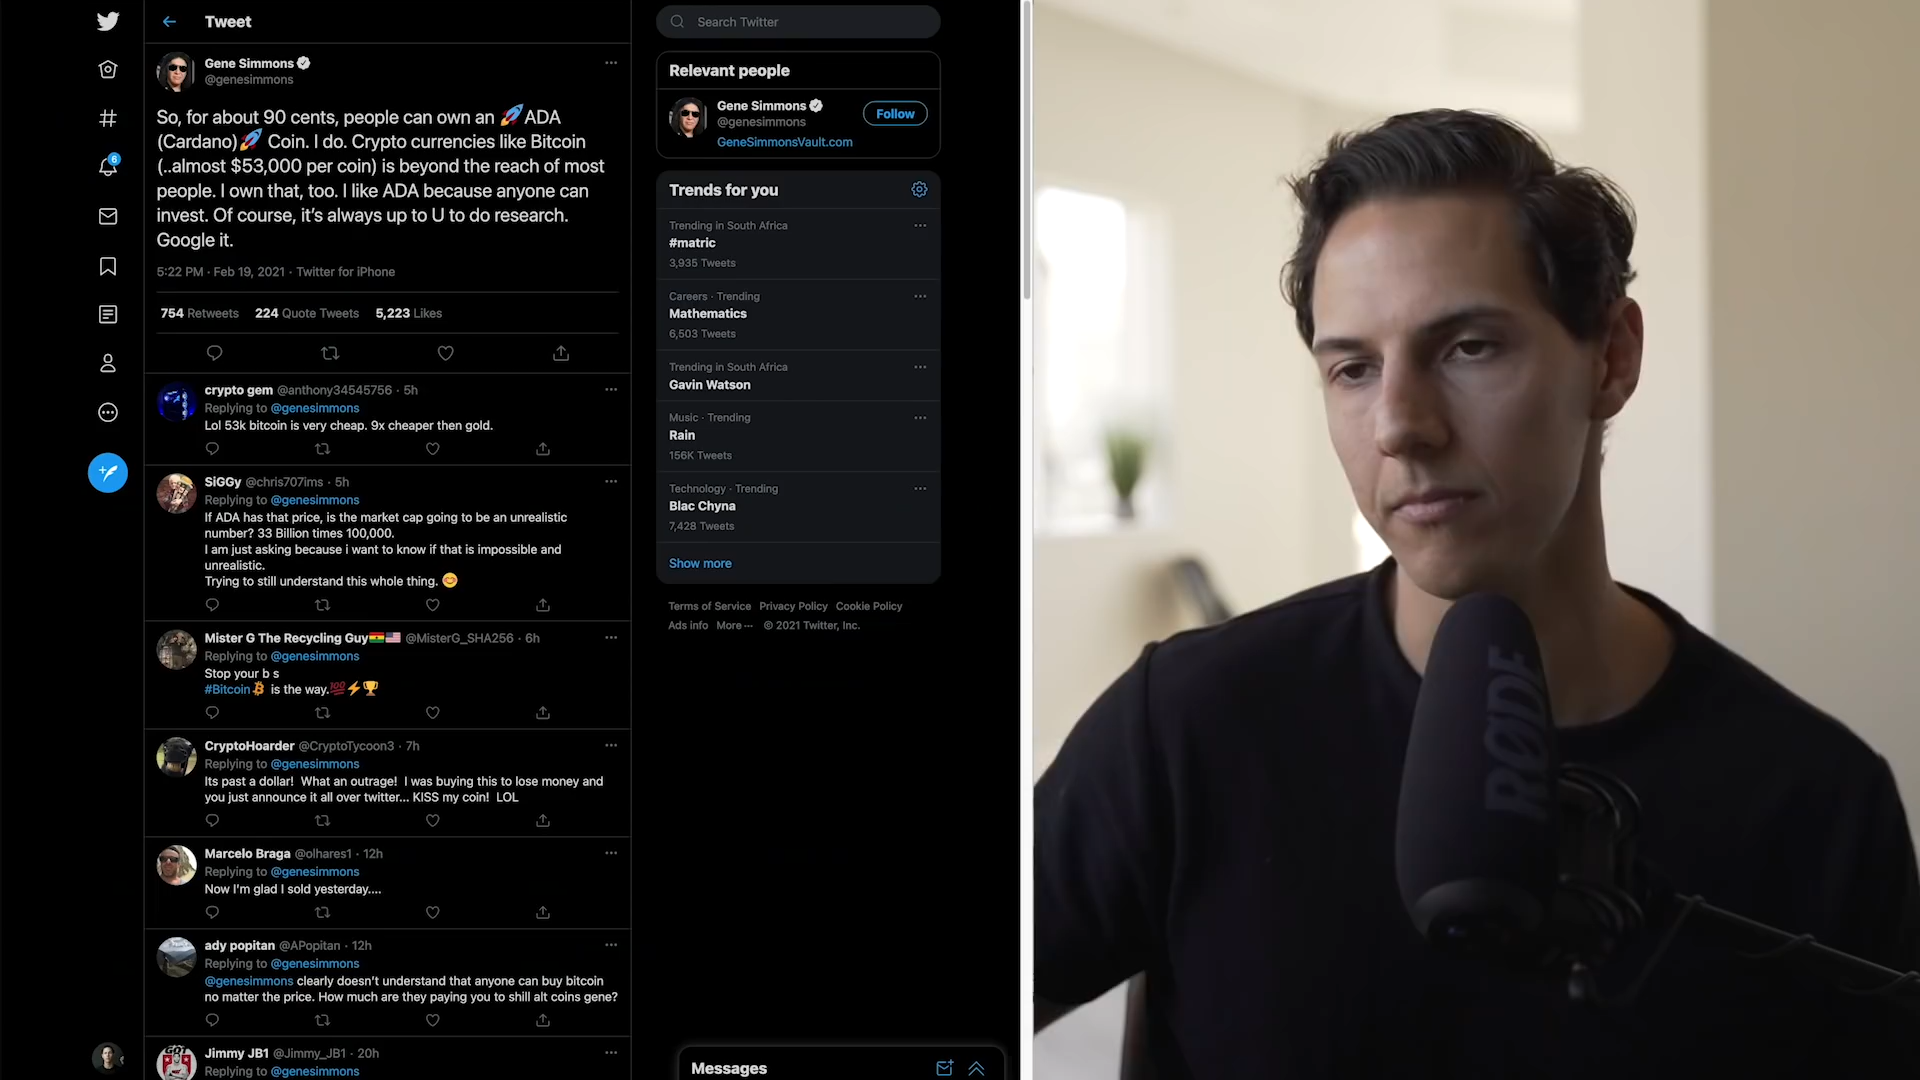 Tweet
Gene Simmons
@genesimmons
So, for about 90 cents, people can own an 🚀ADA
(Cardano)🚀 Coin. I do. Crypto currencies like Bitcoin
(..almost $53,000 per coin) is beyond the reach of most
people. I own that, too. I like ADA because anyone can
invest. Of course, it's always up to U to do research.
Google it.
5:22 PM · Feb 19, 2021 · Twitter for iPhone
754 Retweets 224 Quote Tweets 5,223 Likes
crypto gem @anthony34545756 · 5h
Replying to @genesimmons
Lol 53k bitcoin is very cheap. 9x cheaper then gold.
SiGGy @chris707ims · 5h
Replying to @genesimmons
If ADA has that price, is the market cap going to be an unrealistic
number? 33 Billion times 100,000.
I am just asking because i want to know if that is impossible and
unrealistic.
Trying to still understand this whole thing. 😊
Mister G The Recycling Guy🇬🇭🇺🇸 @MisterG_SHA256 · 6h
Replying to @genesimmons
Stop your b s
#Bitcoin₿ is the way.💯⚡🏆
CryptoHoarder @CryptoTycoon3 · 7h
Replying to @genesimmons
Its past a dollar! What an outrage! I was buying this to lose money and
you just announce it all over twitter... KISS my coin! LOL
Marcelo Braga @olhares1 · 12h
Replying to @genesimmons
Now I'm glad I sold yesterday....
ady popitan @APopitan · 12h
Replying to @genesimmons
@genesimmons clearly doesn't understand that anyone can buy bitcoin
no matter the price. How much are they paying you to shill alt coins gene?
Jimmy JB1 @Jimmy_JB1 · 20h
Replying to @genesimmons
6
Search Twitter
Relevant people
Gene Simmons
@genesimmons
Follow
GeneSimmonsVault.com
Trends for you
Trending in South Africa
#matric
3,935 Tweets
Careers · Trending
Mathematics
6,503 Tweets
Trending in South Africa
Gavin Watson
Music · Trending
Rain
156K Tweets
Technology · Trending
Blac Chyna
7,428 Tweets
Show more
Terms of Service Privacy Policy Cookie Policy
Ads info More ··· © 2021 Twitter, Inc.
Messages
RØDE